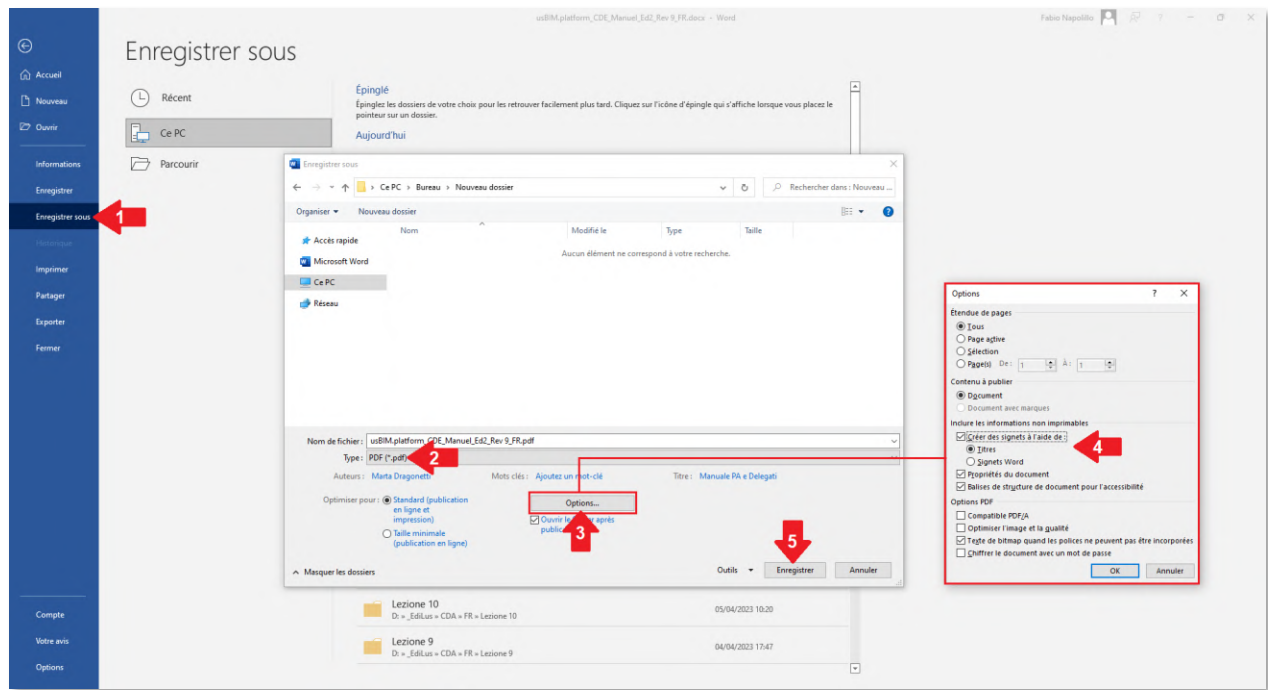 usBIM.platform_CDE_Manuel_Ed2_Rev 9_FR.docx - Word
Fabio Napolillo
?
Enregistrer sous
Accueil
Nouveau
Ouvrir
Informations
Enregistrer
Enregistrer sous
1
Historique
Imprimer
Partager
Exporter
Fermer
Compte
Votre avis
Options
Récent
Ce PC
Parcourir
Épinglé
Épinglez les dossiers de votre choix pour les retrouver facilement plus tard. Cliquez sur l'icône d'épingle qui s'affiche lorsque vous placez le
pointeur sur un dossier.
Aujourd'hui
Enregistrer sous
Ce PC › Bureau › Nouveau dossier
Rechercher dans : Nouveau ...
Organiser
Nouveau dossier
?
Nom
Modifié le
Type
Taille
Accès rapide
Microsoft Word
Ce PC
Réseau
Aucun élément ne correspond à votre recherche.
Nom de fichier : usBIM.platform_CDE_Manuel_Ed2_Rev 9_FR.pdf
Type : PDF (*.pdf)
2
Auteurs : Marta Dragonetti
Mots clés : Ajoutez un mot-clé
Titre : Manuale PA e Delegati
Optimiser pour :
Standard (publication
en ligne et
impression)
Taille minimale
(publication en ligne)
Options...
Ouvrir le après
3
5
Masquer les dossiers
Outils
Enregistrer
Annuler
Lezione 10
D: » _EdiLus » CDA » FR » Lezione 10
05/04/2023 10:20
Lezione 9
D: » _EdiLus » CDA » FR » Lezione 9
04/04/2023 17:47
Options
?
Étendue de pages
Tous
Page active
Sélection
Page(s) De : 1 À : 1
Contenu à publier
Document
Document avec marques
Inclure les informations non imprimables
Créer des signets à l'aide de :
4
Titres
Signets Word
Propriétés du document
Balises de structure de document pour l'accessibilité
Options PDF
Compatible PDF/A
Optimiser l'image et la qualité
Texte de bitmap quand les polices ne peuvent pas être incorporées
Chiffrer le document avec un mot de passe
OK
Annuler